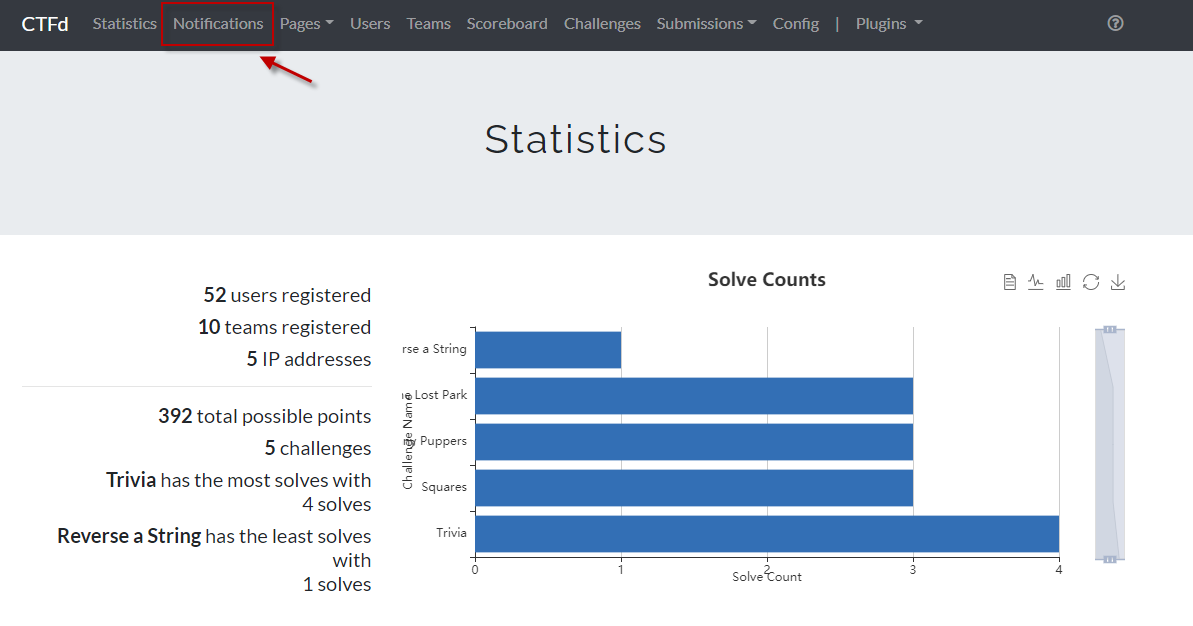 CTFd Statistics Notifications Pages Users Teams Scoreboard Challenges Submissions Config | Plugins
Statistics
52 users registered
10 teams registered
5 IP addresses
392 total possible points
5 challenges
Trivia has the most solves with
4 solves
Reverse a String has the least solves
with
1 solves
Solve Counts
Challenge Name
rse a String
Lost Park
Puppers
Squares
Trivia
0 1 2 3 4
Solve Count